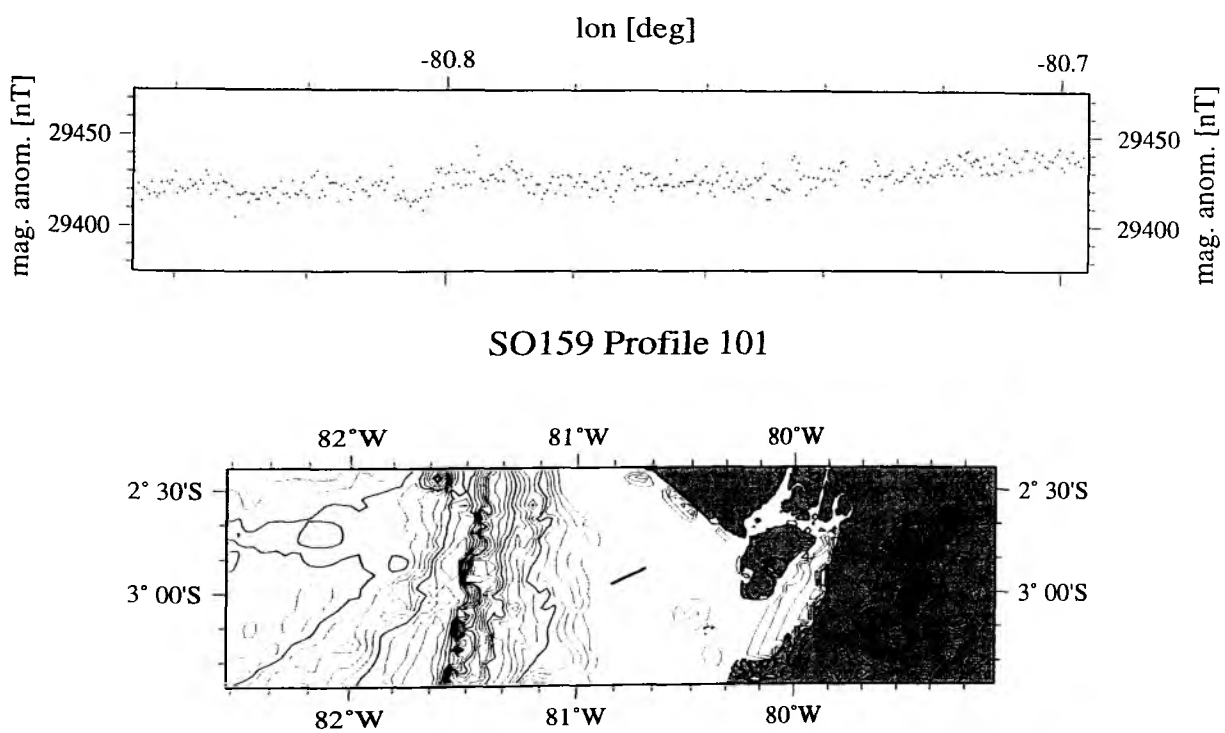 lon [deg]
-80.8 -80.7
mag. anom. [nT]
29450
29400
29450
29400
mag. anom. [nT]
SO159 Profile 101
82°W 81°W 80°W
2° 30'S 2° 30'S
3° 00'S 3° 00'S
82°W 81°W 80°W